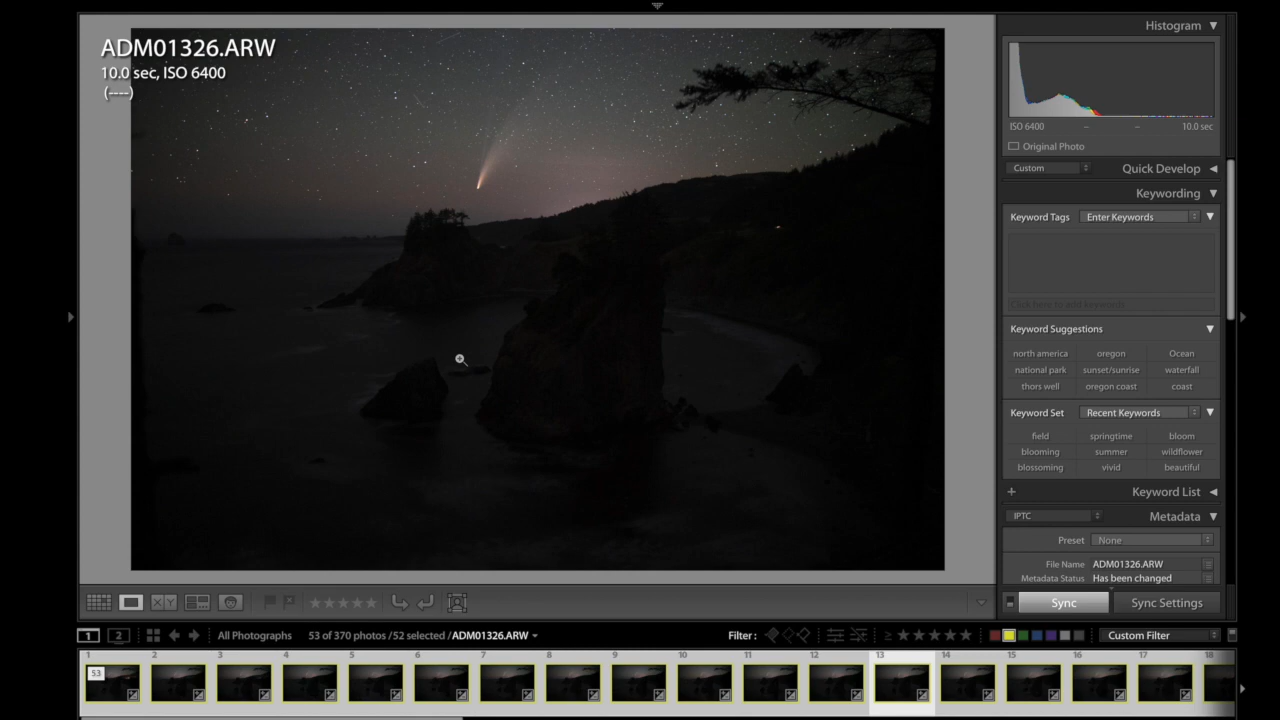 ADM01326.ARW
10.0 sec, ISO 6400
(----)
Histogram
ISO 6400 – – 10.0 sec
Original Photo
Custom Quick Develop
Keywording
Keyword Tags Enter Keywords
Click here to add keywords
Keyword Suggestions
north america oregon Ocean
national park sunset/sunrise waterfall
thors well oregon coast coast
Keyword Set Recent Keywords
field springtime bloom
blooming summer wildflower
blossoming vivid beautiful
+ Keyword List
IPTC Metadata
Preset None
File Name ADM01326.ARW
Metadata Status Has been changed
X Y Sync Sync Settings
1 2 All Photographs 53 of 370 photos /52 selected /ADM01326.ARW Filter : ≥ Custom Filter
1 2 3 4 5 6 7 8 9 10 11 12 13 14 15 16 17 18
53